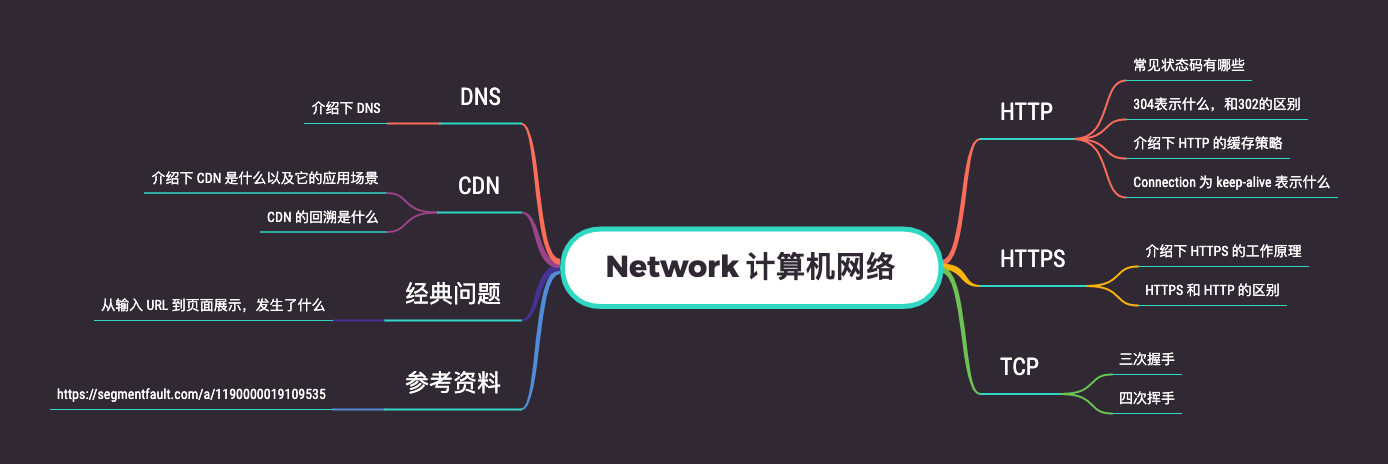 Network 计算机网络
HTTP
常见状态码有哪些
304表示什么，和302的区别
介绍下 HTTP 的缓存策略
Connection 为 keep-alive 表示什么
HTTPS
介绍下 HTTPS 的工作原理
HTTPS 和 HTTP 的区别
TCP
三次握手
四次挥手
DNS
介绍下 DNS
CDN
介绍下 CDN 是什么以及它的应用场景
CDN 的回溯是什么
经典问题
从输入 URL 到页面展示，发生了什么
参考资料
https://segmentfault.com/a/1190000019109535